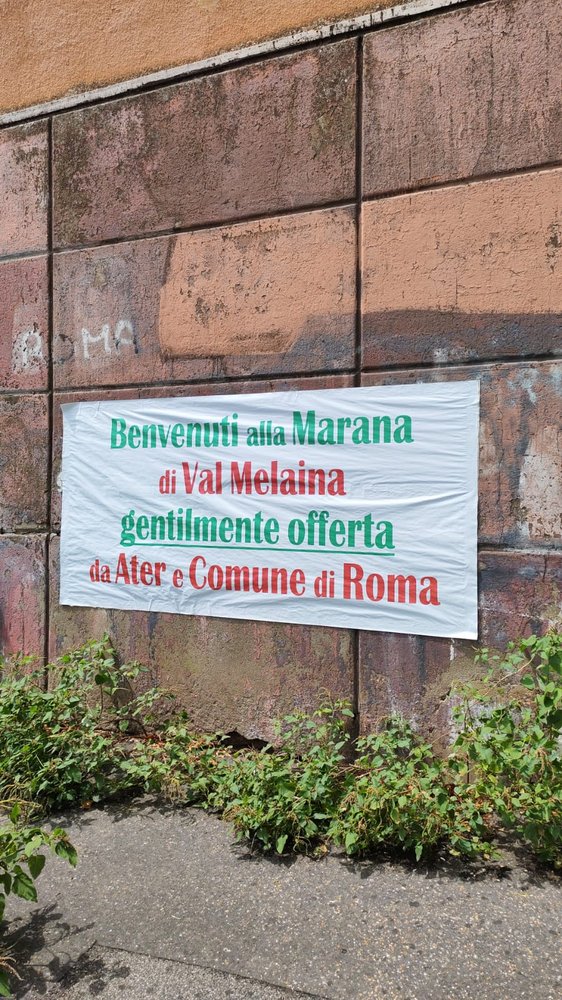 ROMA
Benvenuti alla Marana
di Val Melaina
gentilmente offerta
da Ater e Comune di Roma